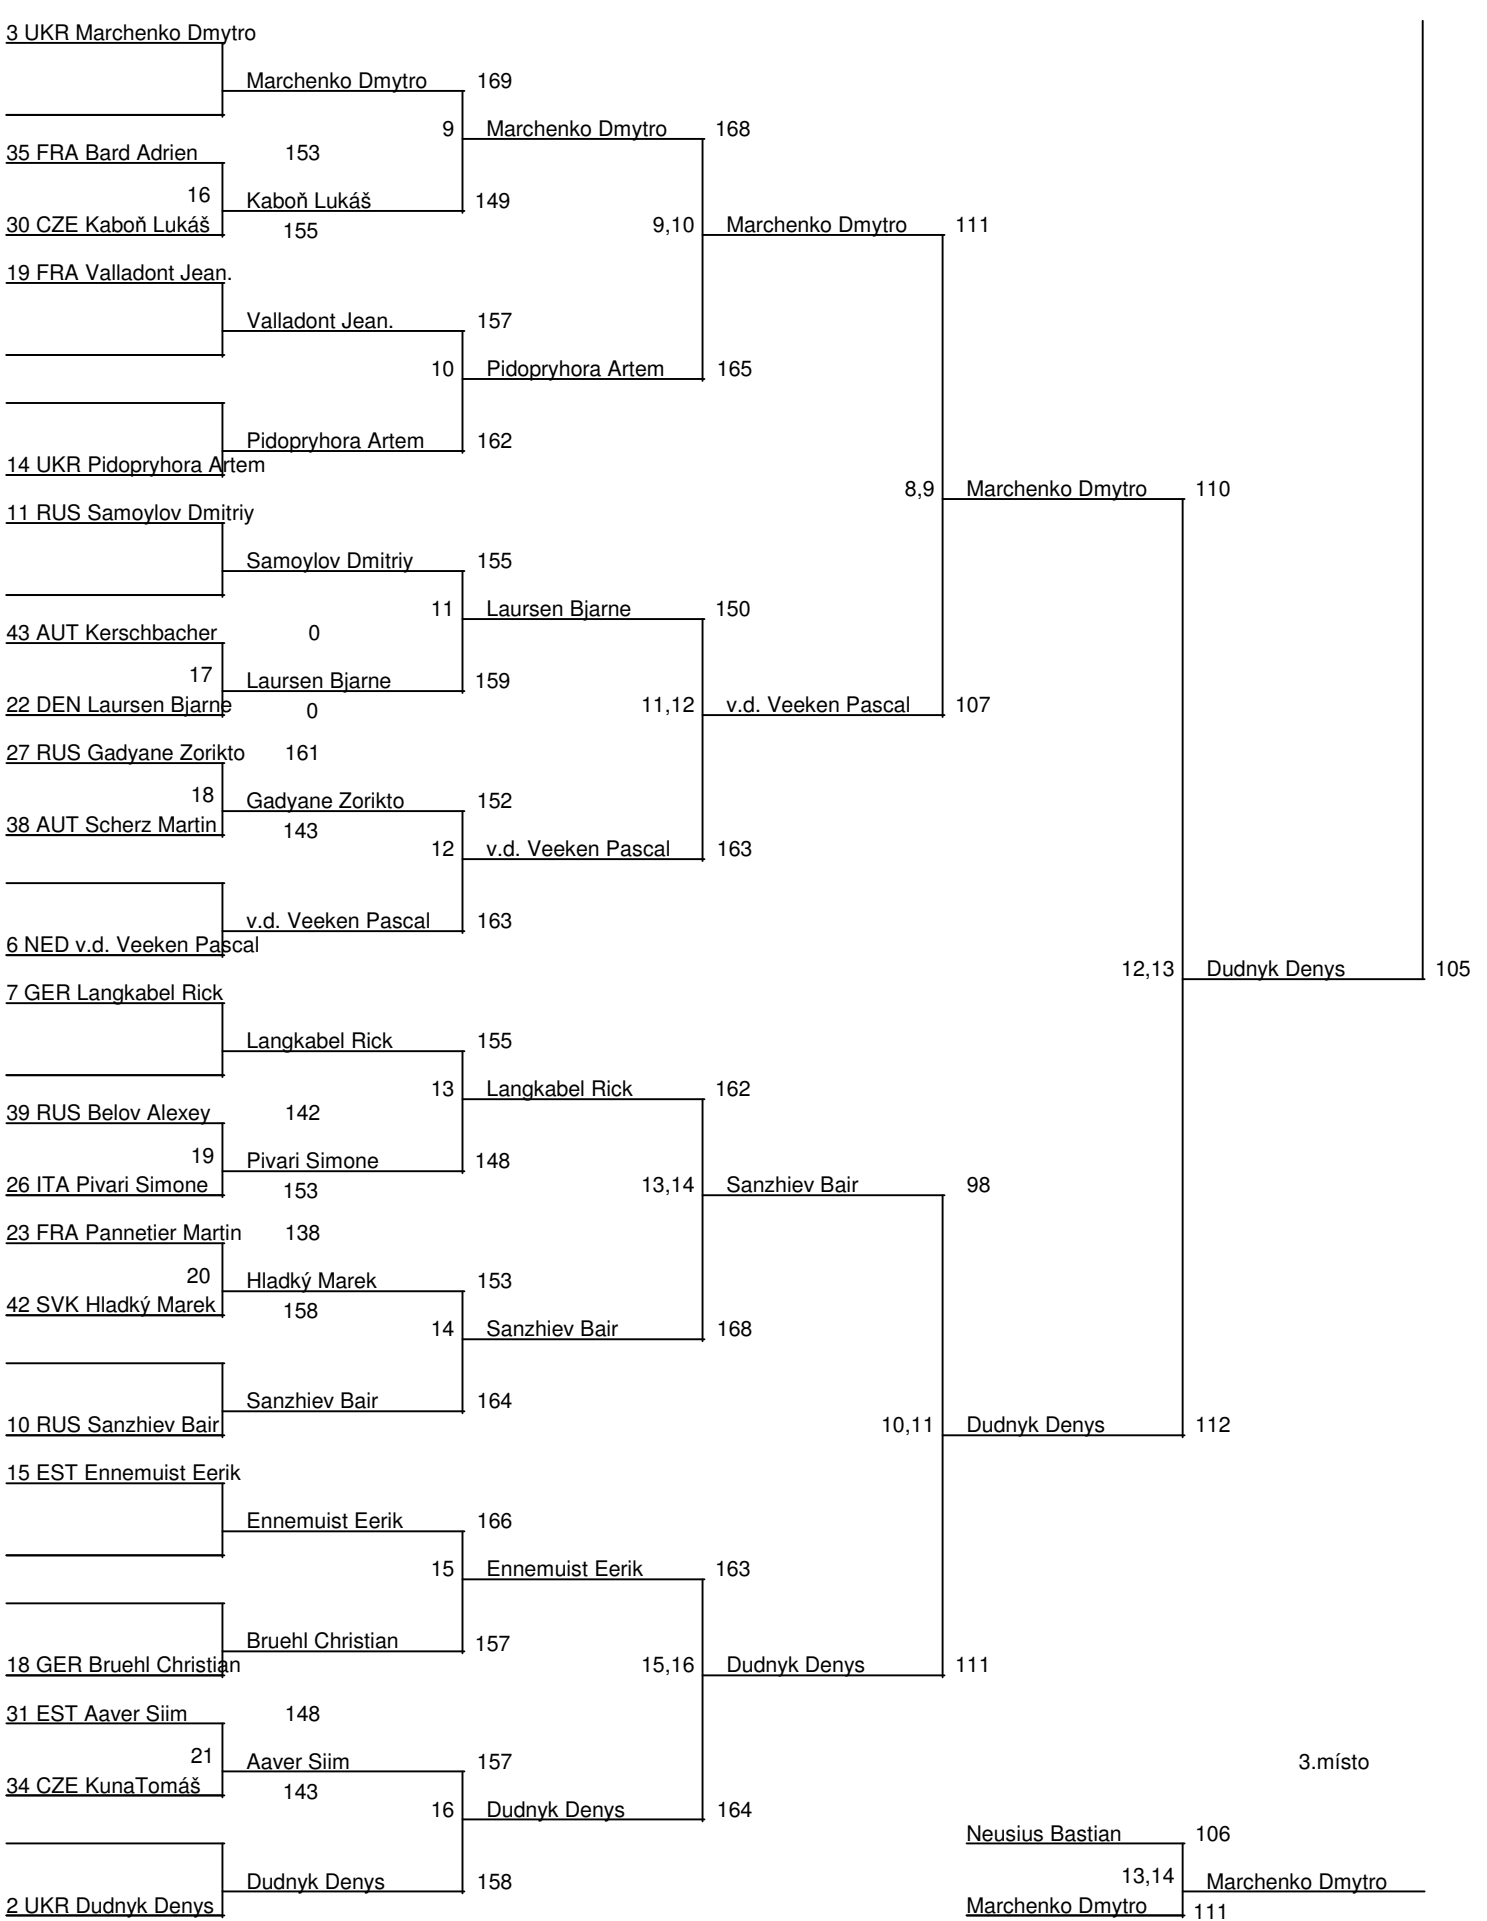 3 UKR Marchenko Dmytro
Marchenko Dmytro 169
9 Marchenko Dmytro 168
35 FRA Bard Adrien 153
16
Kaboň Lukáš 149
30 CZE Kaboň Lukáš 155
9,10 Marchenko Dmytro 111
19 FRA Valladont Jean.
Valladont Jean. 157
10 Pidopryhora Artem 165
Pidopryhora Artem 162
14 UKR Pidopryhora Artem
8,9 Marchenko Dmytro 110
11 RUS Samoylov Dmitriy
Samoylov Dmitriy 155
11 Laursen Bjarne 150
43 AUT Kerschbacher 0
17
Laursen Bjarne 159
22 DEN Laursen Bjarne 0
11,12 v.d. Veeken Pascal 107
27 RUS Gadyane Zorikto 161
18
Gadyane Zorikto 152
38 AUT Scherz Martin 143
12 v.d. Veeken Pascal 163
v.d. Veeken Pascal 163
6 NED v.d. Veeken Pascal
12,13 Dudnyk Denys 105
7 GER Langkabel Rick
Langkabel Rick 155
13 Langkabel Rick 162
39 RUS Belov Alexey 142
19
Pivari Simone 148
26 ITA Pivari Simone 153
13,14 Sanzhiev Bair 98
23 FRA Pannetier Martin 138
20
Hladký Marek 153
42 SVK Hladký Marek 158
14 Sanzhiev Bair 168
Sanzhiev Bair 164
10 RUS Sanzhiev Bair
10,11 Dudnyk Denys 112
15 EST Ennemuist Eerik
Ennemuist Eerik 166
15 Ennemuist Eerik 163
Bruehl Christian 157
18 GER Bruehl Christian
15,16 Dudnyk Denys 111
31 EST Aaver Siim 148
21
Aaver Siim 157
3.místo
34 CZE KunaTomáš 143
16 Dudnyk Denys 164
Neusius Bastian 106
Dudnyk Denys 158
13,14 Marchenko Dmytro
2 UKR Dudnyk Denys
Marchenko Dmytro 111